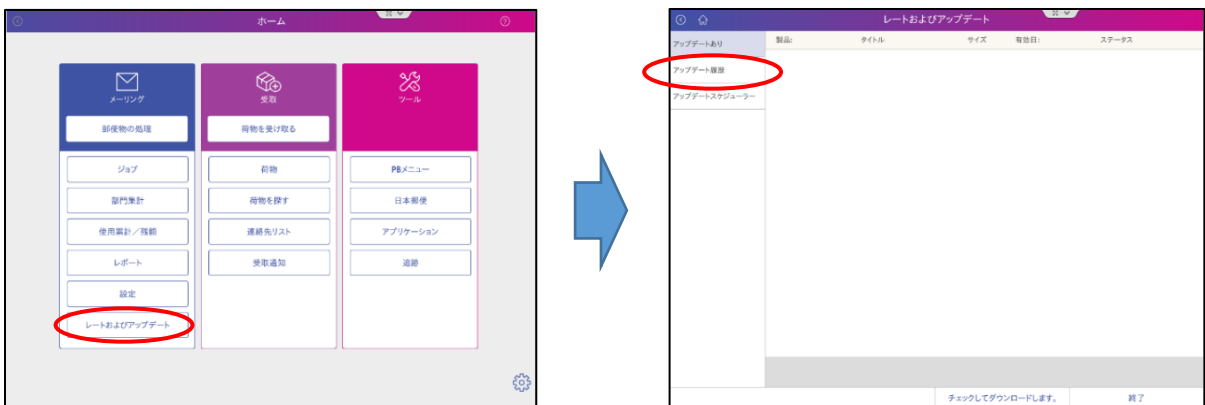 ホーム
メーリング
受取
ツール
郵便物の処理
荷物を受け取る
ジョブ
荷物
PBメニュー
部門集計
荷物を探す
日本郵便
使用累計／残額
連絡先リスト
アプリケーション
レポート
受取通知
追跡
設定
レートおよびアップデート
レートおよびアップデート
アップデートあり
製品:
タイトル
サイズ
有効日:
ステータス
アップデート履歴
アップデートスケジューラー
チェックしてダウンロードします。
終了